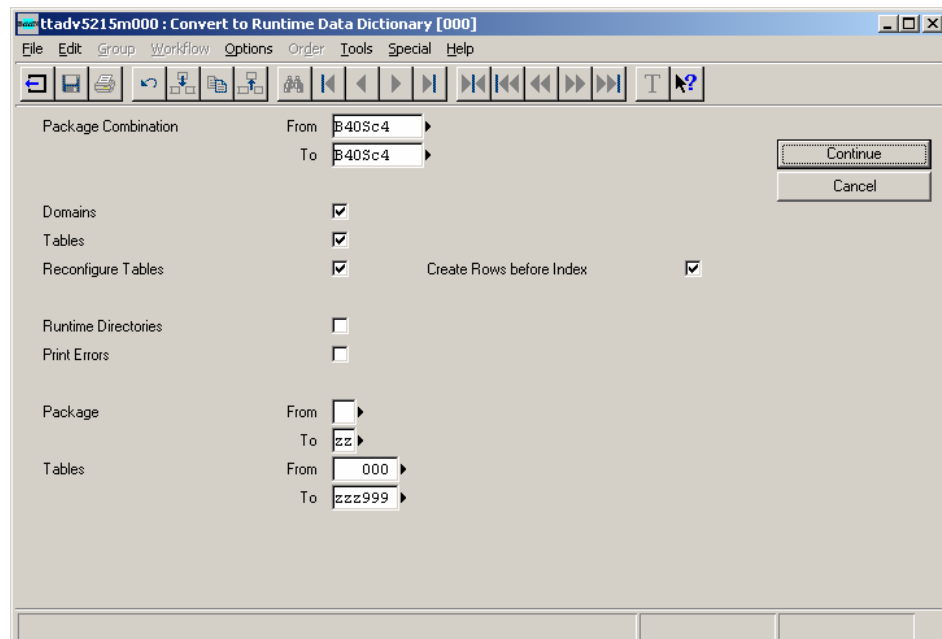 ttadv5215m000 : Convert to Runtime Data Dictionary [000]
File Edit Group Workflow Options Order Tools Special Help
T ?
Package Combination From B40Sc4
To B40Sc4
Continue
Cancel
Domains
Tables
Reconfigure Tables Create Rows before Index
Runtime Directories
Print Errors
Package From
To zz
Tables From 000
To zzz999